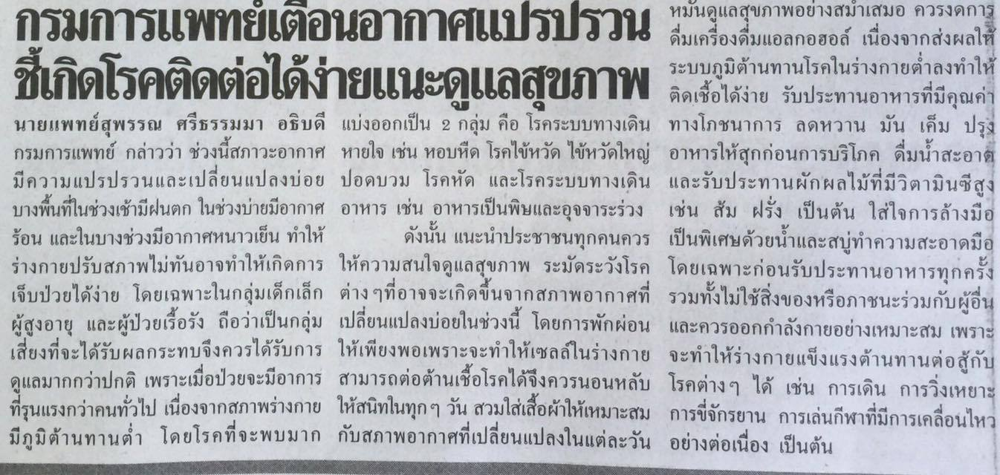 กรมการแพทย์เตือนอากาศแปรปรวน
ชี้เกิดโรคติดต่อได้ง่ายแนะดูแลสุขภาพ
นายแพทย์สุพรรณ ศรีธรรมมา อธิบดี
กรมการแพทย์ กล่าวว่า ช่วงนี้สภาวะอากาศ
มีความแปรปรวนและเปลี่ยนแปลงบ่อย
บางพื้นที่ในช่วงเช้ามีฝนตก ในช่วงบ่ายมีอากาศ
ร้อน และในบางช่วงมีอากาศหนาวเย็น ทำให้
ร่างกายปรับสภาพไม่ทันอาจทำให้เกิดการ
เจ็บป่วยได้ง่าย โดยเฉพาะในกลุ่มเด็กเล็ก
ผู้สูงอายุ และผู้ป่วยเรื้อรัง ถือว่าเป็นกลุ่ม
เสี่ยงที่จะได้รับผลกระทบจึงควรได้รับการ
ดูแลมากกว่าปกติ เพราะเมื่อป่วยจะมีอาการ
ที่รุนแรงกว่าคนทั่วไป เนื่องจากสภาพร่างกาย
มีภูมิต้านทานต่ำ โดยโรคที่จะพบมาก
แบ่งออกเป็น 2 กลุ่ม คือ โรคระบบทางเดิน
หายใจ เช่น หอบหืด โรคไข้หวัด ไข้หวัดใหญ่
ปอดบวม โรคหัด และโรคระบบทางเดิน
อาหาร เช่น อาหารเป็นพิษและอุจจาระร่วง
ดังนั้น แนะนำประชาชนทุกคนควร
ให้ความสนใจดูแลสุขภาพ ระมัดระวังโรค
ต่างๆที่อาจจะเกิดขึ้นจากสภาพอากาศที่
เปลี่ยนแปลงบ่อยในช่วงนี้ โดยการพักผ่อน
ให้เพียงพอเพราะจะทำให้เซลล์ในร่างกาย
สามารถต่อต้านเชื้อโรคได้จึงควรนอนหลับ
ให้สนิทในทุกๆ วัน สวมใส่เสื้อผ้าให้เหมาะสม
กับสภาพอากาศที่เปลี่ยนแปลงในแต่ละวัน
หมั่นดูแลสุขภาพอย่างสม่ำเสมอ ควรงดการ
ดื่มเครื่องดื่มแอลกอฮอล์ เนื่องจากส่งผลให้
ระบบภูมิต้านทานโรคในร่างกายต่ำลงทำให้
ติดเชื้อได้ง่าย รับประทานอาหารที่มีคุณค่า
ทางโภชนาการ ลดหวาน มัน เค็ม ปรุง
อาหารให้สุกก่อนการบริโภค ดื่มน้ำสะอาด
และรับประทานผักผลไม้ที่มีวิตามินซีสูง
เช่น ส้ม ฝรั่ง เป็นต้น ใส่ใจการล้างมือ
เป็นพิเศษด้วยน้ำและสบู่ทำความสะอาดมือ
โดยเฉพาะก่อนรับประทานอาหารทุกครั้ง
รวมทั้งไม่ใช้สิ่งของหรือภาชนะร่วมกับผู้อื่น
และควรออกกำลังกายอย่างเหมาะสม เพราะ
จะทำให้ร่างกายแข็งแรงต้านทานต่อสู้กับ
โรคต่างๆ ได้ เช่น การเดิน การวิ่งเหยาะ
การขี่จักรยาน การเล่นกีฬาที่มีการเคลื่อนไหว
อย่างต่อเนื่อง เป็นต้น